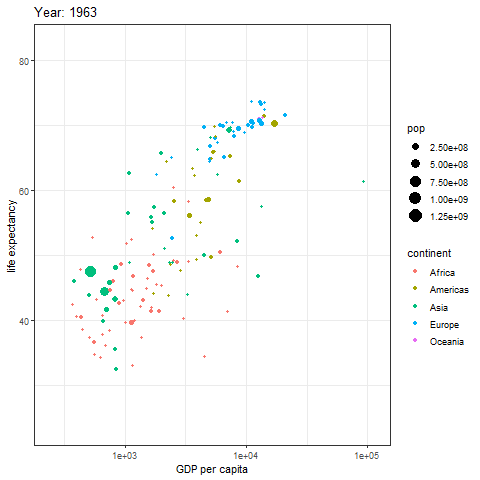 Year: 1963
life expectancy
80
60
40
1e+03
1e+04
1e+05
GDP per capita
pop
2.50e+08
5.00e+08
7.50e+08
1.00e+09
1.25e+09
continent
Africa
Americas
Asia
Europe
Oceania